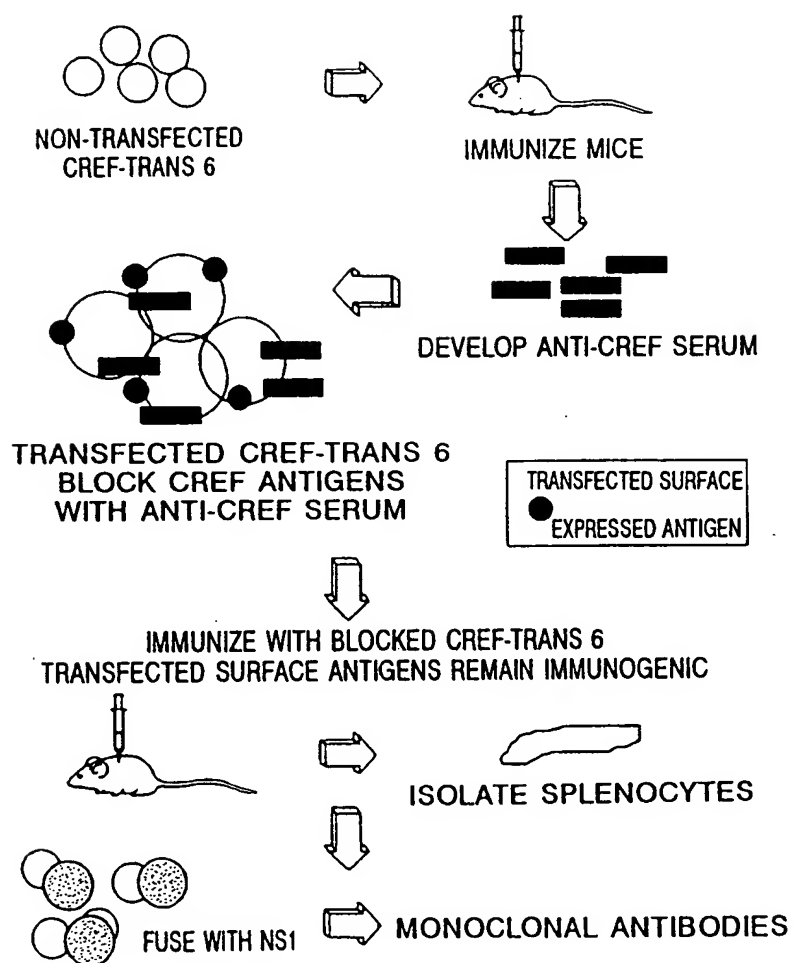 NON-TRANSFECTED
CREF-TRANS 6
IMMUNIZE MICE
DEVELOP ANTI-CREF SERUM
TRANSFECTED CREF-TRANS 6
BLOCK CREF ANTIGENS
WITH ANTI-CREF SERUM
TRANSFECTED SURFACE
EXPRESSED ANTIGEN
IMMUNIZE WITH BLOCKED CREF-TRANS 6
TRANSFECTED SURFACE ANTIGENS REMAIN IMMUNOGENIC
ISOLATE SPLENOCYTES
FUSE WITH NS1
MONOCLONAL ANTIBODIES